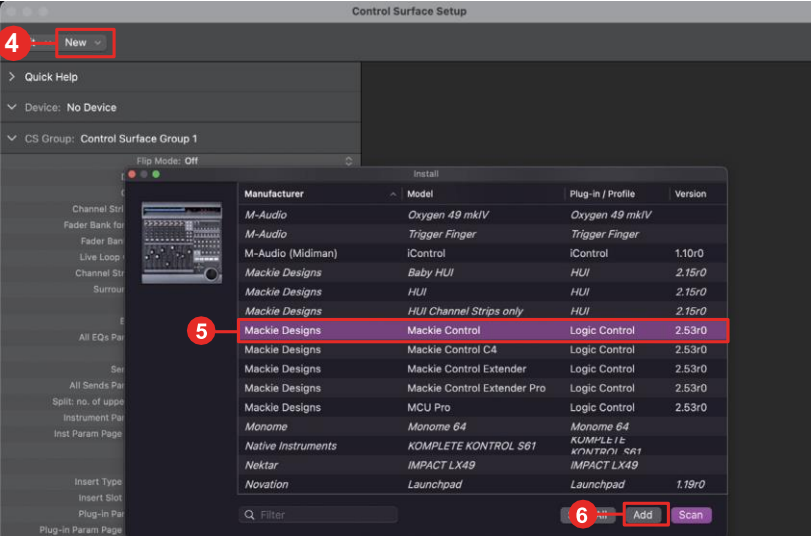 Control Surface Setup
4
New
Quick Help
Device: No Device
CS Group: Control Surface Group 1
Flip Mode: Off
Install
Manufacturer Model Plug-in / Profile Version
M-Audio Oxygen 49 mkIV Oxygen 49 mkIV
M-Audio Trigger Finger Trigger Finger
M-Audio (Midiman) iControl iControl 1.10r0
Mackie Designs Baby HUI HUI 2.15r0
Mackie Designs HUI HUI 2.15r0
Mackie Designs HUI Channel Strips only HUI 2.15r0
5 Mackie Designs Mackie Control Logic Control 2.53r0
Mackie Designs Mackie Control C4 Logic Control 2.53r0
Mackie Designs Mackie Control Extender Logic Control 2.53r0
Mackie Designs Mackie Control Extender Pro Logic Control 2.53r0
Mackie Designs MCU Pro Logic Control 2.53r0
Monome Monome 64 Monome 64
Native Instruments KOMPLETE KONTROL S61 KOMPLETE KONTROL S61
Nektar IMPACT LX49 IMPACT LX49
Novation Launchpad Launchpad 1.19r0
Filter 6 All Add Scan
Channel Stri
Fader Bank for
Fader Ban
Live Loop
Channel Str
Surroun
All EQs Par
Sen
All Sends Par
Split: no. of uppe
Instrument Par
Inst Param Page
Insert Type
Insert Slot
Plug-in Par
Plug-in Param Page